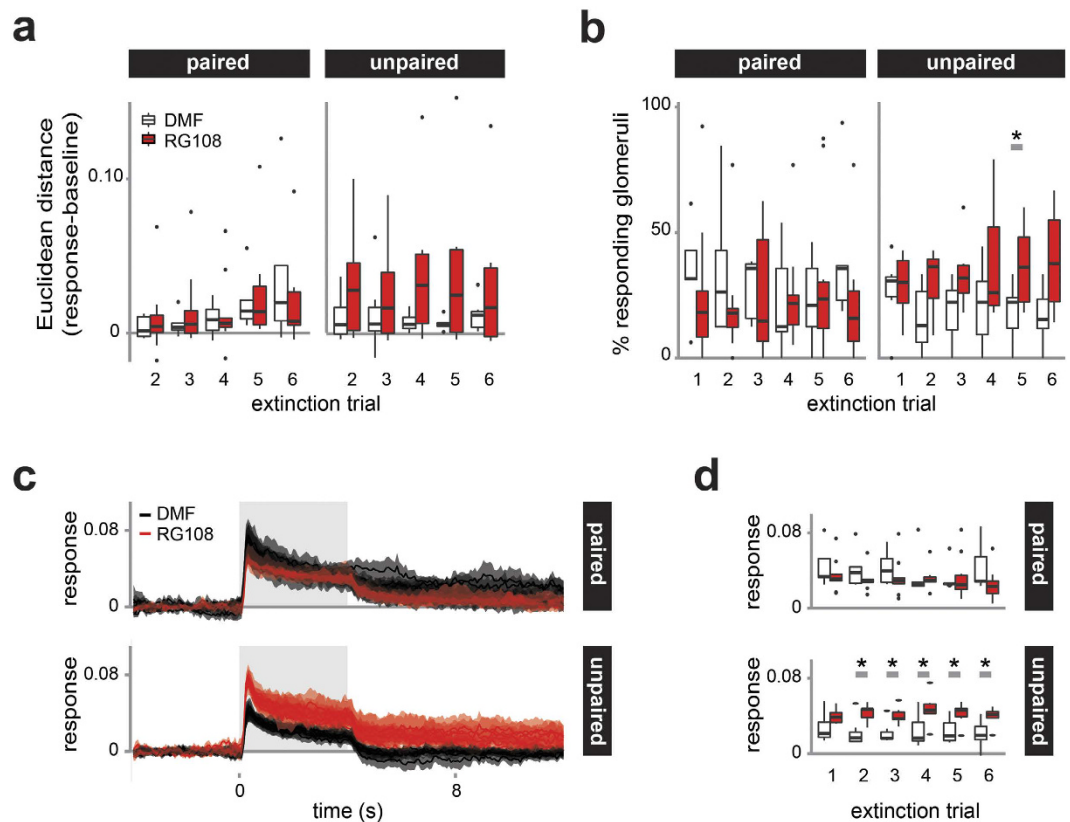 a
paired
unpaired
Euclidean distance
(response-baseline)
DMF
RG108
0.10
0
2 3 4 5 6 2 3 4 5 6
extinction trial
b
paired
unpaired
% responding glomeruli
100
50
0
*
1 2 3 4 5 6 1 2 3 4 5 6
extinction trial
c
DMF
RG108
response
0.08
0
paired
response
0.08
0
unpaired
0 8
time (s)
d
response
0.08
0
paired
response
0.08
0
* * * * *
unpaired
1 2 3 4 5 6
extinction trial